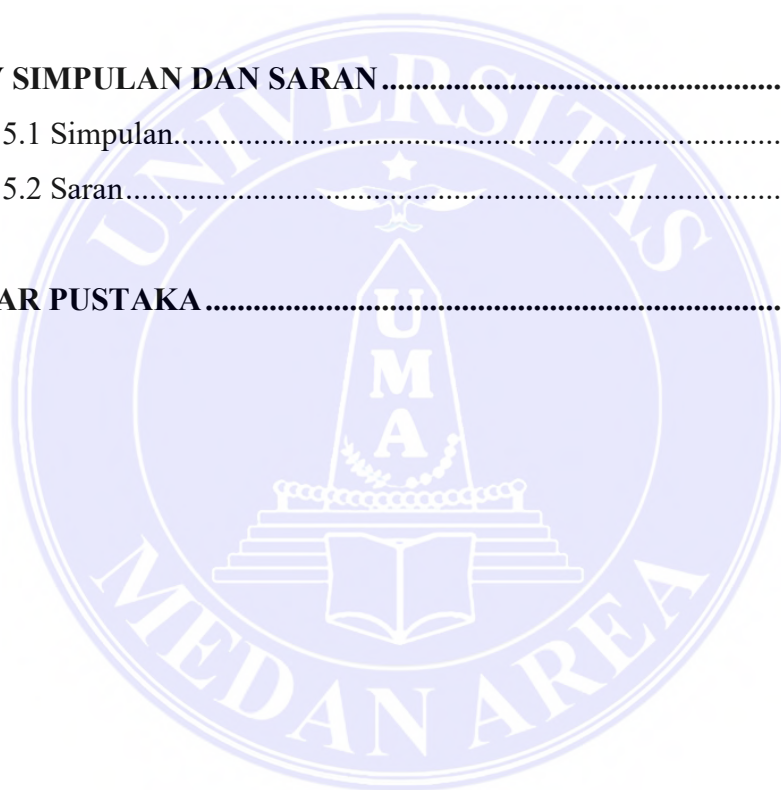 V SIMPULAN DAN SARAN
5.1 Simpulan
5.2 Saran
AR PUSTAKA
UNIVERSITAS
UMA
MEDAN AREA